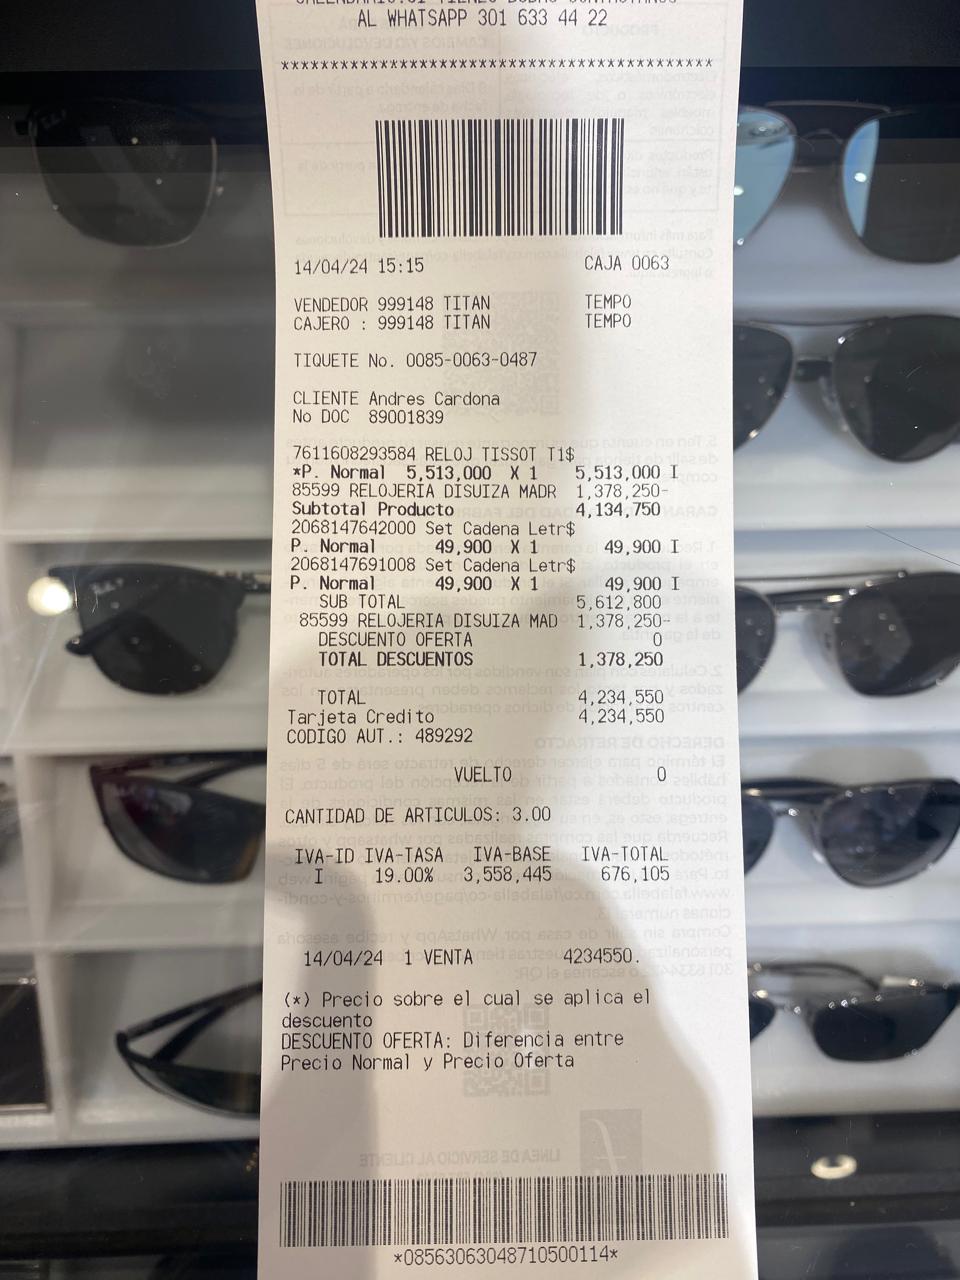 AL WHATSAPP 301 633 44 22
*****************************************
14/04/24 15:15 CAJA 0063
VENDEDOR 999148 TITAN TEMPO
CAJERO : 999148 TITAN TEMPO
TIQUETE No. 0085-0063-0487
CLIENTE Andres Cardona
No DOC 89001839
7611608293584 RELOJ TISSOT T1$
*P. Normal 5,513,000 X 1 5,513,000 I
85599 RELOJERIA DISUIZA MADR 1,378,250-
Subtotal Producto 4,134,750
2068147642000 Set Cadena Letr$
P. Normal 49,900 X 1 49,900 I
2068147691008 Set Cadena Letr$
P. Normal 49,900 X 1 49,900 I
SUB TOTAL 5,612,800
85599 RELOJERIA DISUIZA MAD 1,378,250-
DESCUENTO OFERTA 0
TOTAL DESCUENTOS 1,378,250
TOTAL 4,234,550
Tarjeta Credito 4,234,550
CODIGO AUT.: 489292
VUELTO 0
CANTIDAD DE ARTICULOS: 3.00
IVA-ID IVA-TASA IVA-BASE IVA-TOTAL
I 19.00% 3,558,445 676,105
14/04/24 1 VENTA 4234550.
(*) Precio sobre el cual se aplica el
descuento
DESCUENTO OFERTA: Diferencia entre
Precio Normal y Precio Oferta
*08563063048710500114*